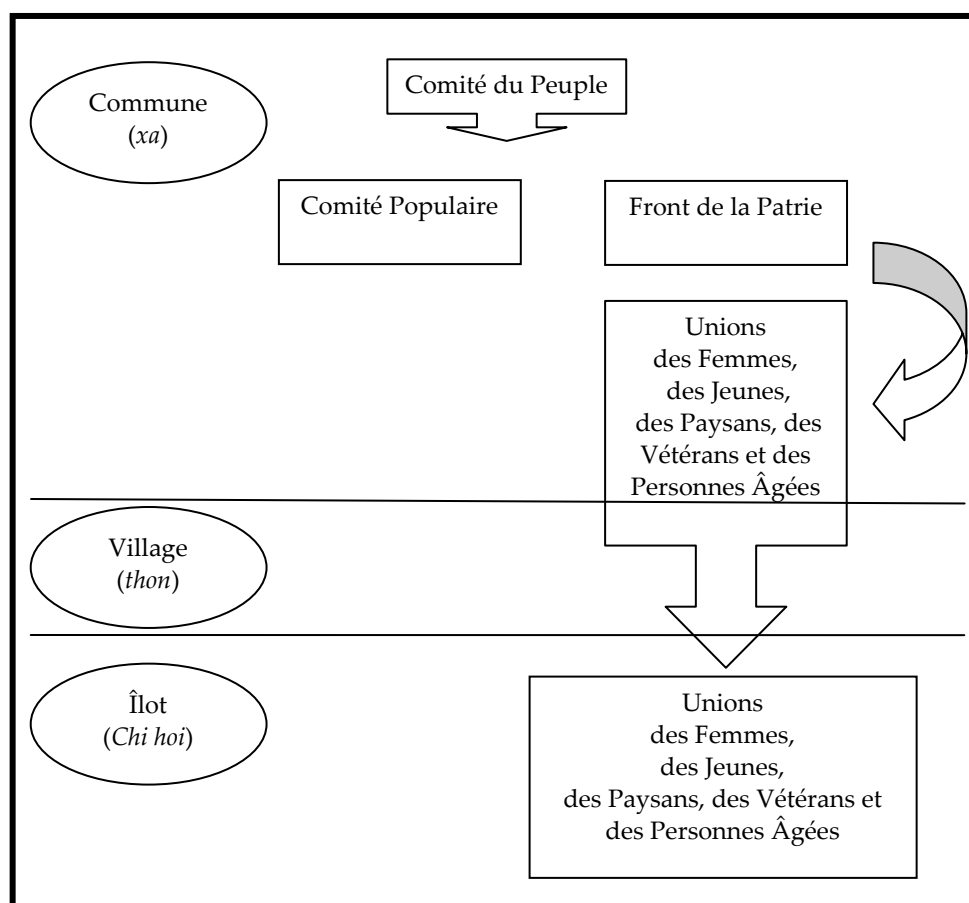 Commune
(xa)
Comité du Peuple
Comité Populaire
Front de la Patrie
Unions
des Femmes,
des Jeunes,
des Paysans, des
Vétérans et des
Personnes Âgées
Village
(thon)
Îlot
(Chi hoi)
Unions
des Femmes,
des Jeunes,
des Paysans, des Vétérans et
des Personnes Âgées